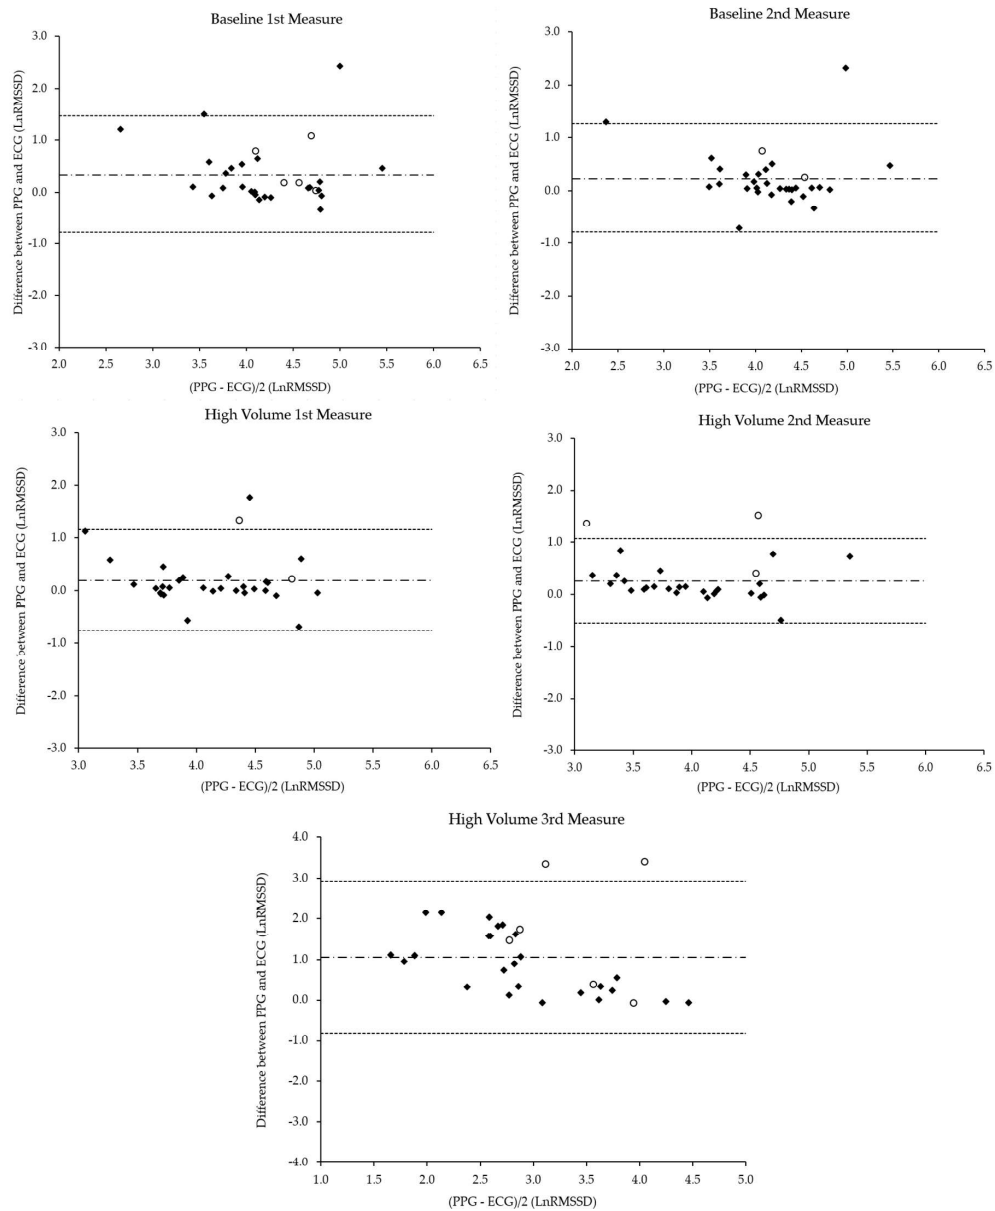 Baseline 1st Measure
Difference between PPG and ECG (LnRMSSD)
3.0
2.0
1.0
0.0
-1.0
-2.0
-3.0
2.0 2.5 3.0 3.5 4.0 4.5 5.0 5.5 6.0 6.5
(PPG - ECG)/2 (LnRMSSD)
Baseline 2nd Measure
Difference between PPG and ECG (LnRMSSD)
3.0
2.0
1.0
0.0
-1.0
-2.0
-3.0
2.0 2.5 3.0 3.5 4.0 4.5 5.0 5.5 6.0 6.5
(PPG - ECG)/2 (LnRMSSD)
High Volume 1st Measure
Difference between PPG and ECG (LnRMSSD)
3.0
2.0
1.0
0.0
-1.0
-2.0
-3.0
3.0 3.5 4.0 4.5 5.0 5.5 6.0 6.5
(PPG - ECG)/2 (LnRMSSD)
High Volume 2nd Measure
Difference between PPG and ECG (LnRMSSD)
3.0
2.0
1.0
0.0
-1.0
-2.0
-3.0
3.0 3.5 4.0 4.5 5.0 5.5 6.0 6.5
(PPG - ECG)/2 (LnRMSSD)
High Volume 3rd Measure
Difference between PPG and ECG (LnRMSSD)
4.0
3.0
2.0
1.0
0.0
-1.0
-2.0
-3.0
-4.0
1.0 1.5 2.0 2.5 3.0 3.5 4.0 4.5 5.0
(PPG - ECG)/2 (LnRMSSD)